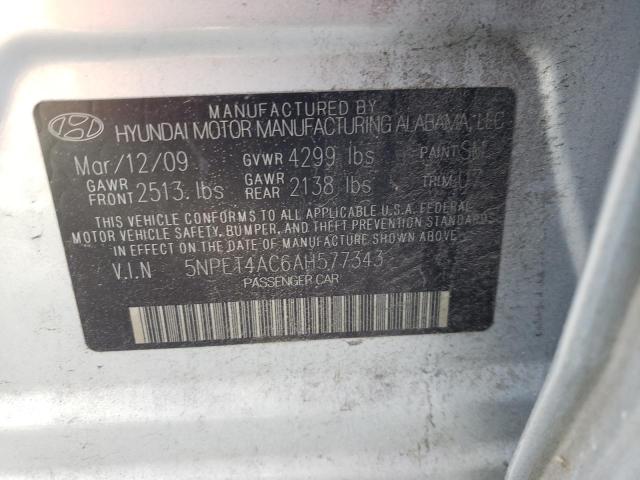 MANUFACTURED BY
HYUNDAI MOTOR MANUFACTURING ALABAMA, LLC
Mar/12/09 GVWR 4299 lbs PAINT SM
GAWR FRONT 2513. lbs GAWR REAR 2138 lbs TRIM U7
THIS VEHICLE CONFORMS TO ALL APPLICABLE U.S.A. FEDERAL
MOTOR VEHICLE SAFETY, BUMPER, AND THEFT PREVENTION STANDARDS
IN EFFECT ON THE DATE OF MANUFACTURE SHOWN ABOVE.
V.I.N 5NPET4AC6AH577343
PASSENGER CAR